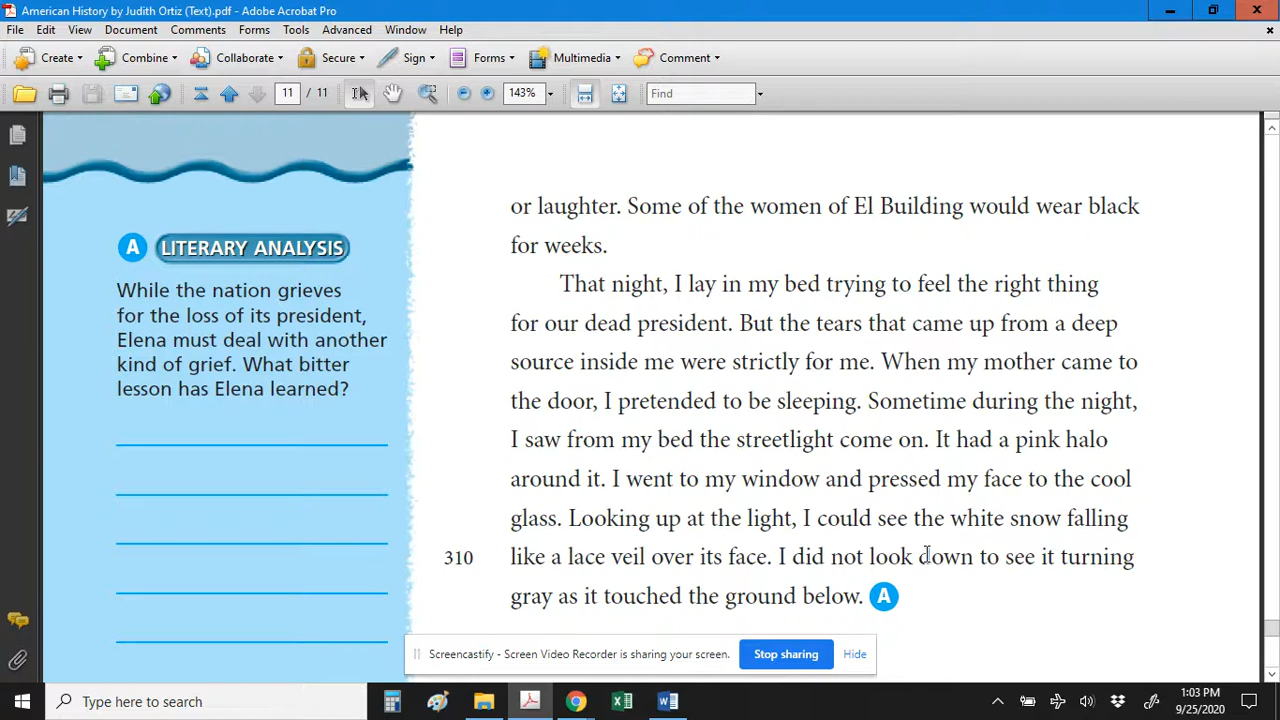 American History by Judith Ortiz (Text).pdf - Adobe Acrobat Pro
File Edit View Document Comments Forms Tools Advanced Window Help
Create Combine Collaborate Secure Sign Forms Multimedia Comment
11 / 11 143% Find
or laughter. Some of the women of El Building would wear black
for weeks.
A LITERARY ANALYSIS
While the nation grieves
for the loss of its president,
Elena must deal with another
kind of grief. What bitter
lesson has Elena learned?
That night, I lay in my bed trying to feel the right thing
for our dead president. But the tears that came up from a deep
source inside me were strictly for me. When my mother came to
the door, I pretended to be sleeping. Sometime during the night,
I saw from my bed the streetlight come on. It had a pink halo
around it. I went to my window and pressed my face to the cool
glass. Looking up at the light, I could see the white snow falling
310 like a lace veil over its face. I did not look down to see it turning
gray as it touched the ground below. A
Screencastify - Screen Video Recorder is sharing your screen. Stop sharing Hide
Type here to search
1:03 PM
9/25/2020